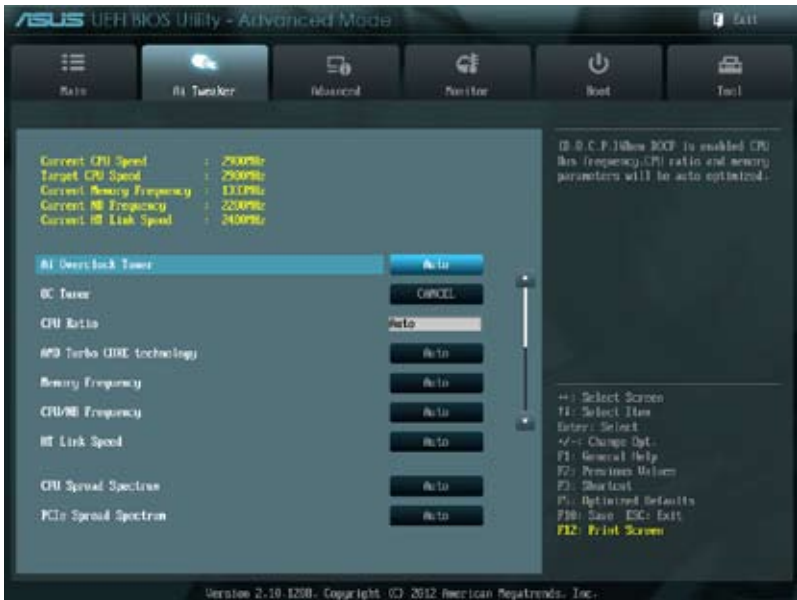 ASUS UEFI BIOS Utility - Advanced Mode
Exit
Main
Ai Tweaker
Advanced
Monitor
Boot
Tool
Current CPU Speed : 2900MHz
Target CPU Speed : 2900MHz
Current Memory Frequency : 1333MHz
Current NB Frequency : 2200MHz
Current HT Link Speed : 2400MHz
[D.O.C.P.]When DOCP is enabled CPU
Bus frequency,CPU ratio and memory
parameters will be auto optimized.
Ai Overclock Tuner Auto
OC Tuner CANCEL
CPU Ratio Auto
AMD Turbo CORE technology Auto
Memory Frequency Auto
CPU/NB Frequency Auto
HT Link Speed Auto
CPU Spread Spectrum Auto
PCIe Spread Spectrum Auto
→←: Select Screen
↑↓: Select Item
Enter: Select
+/-: Change Opt.
F1: General Help
F2: Previous Values
F3: Shortcut
F5: Optimized Defaults
F10: Save ESC: Exit
F12: Print Screen
Version 2.10.1208. Copyright (C) 2012 American Megatrends, Inc.